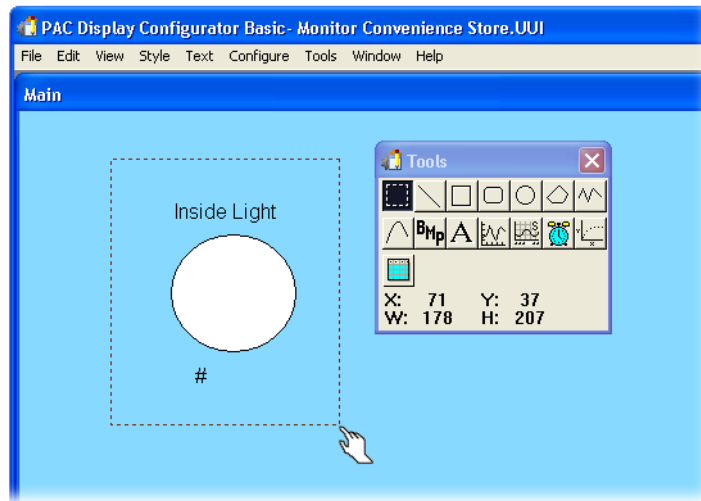 PAC Display Configurator Basic- Monitor Convenience Store.UUI
File Edit View Style Text Configure Tools Window Help
Main
Tools
Inside Light
BMP A
X: 71 Y: 37
W: 178 H: 207
#